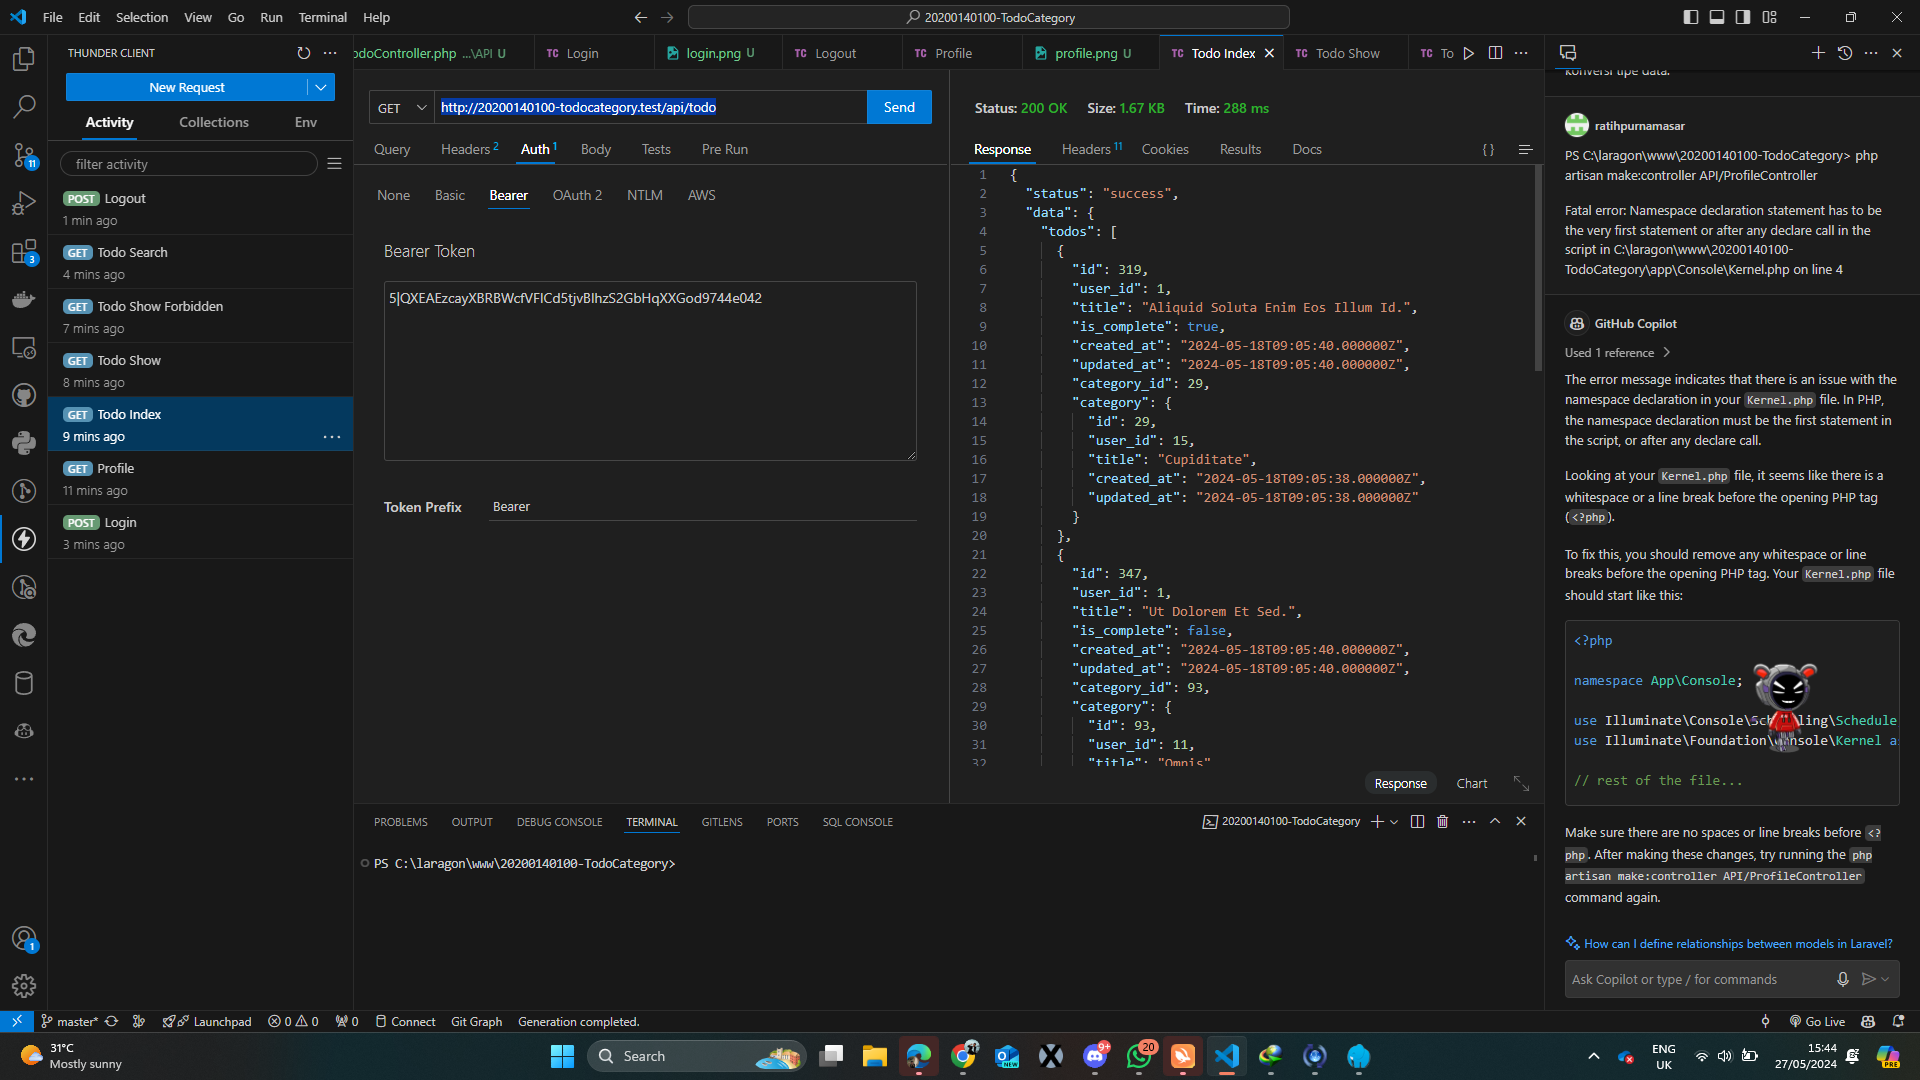 File Edit Selection View Go Run Terminal Help
20200140100-TodoCategory
THUNDER CLIENT
New Request
Activity Collections Env
filter activity
POST Logout
1 min ago
GET Todo Search
4 mins ago
GET Todo Show Forbidden
7 mins ago
GET Todo Show
8 mins ago
GET Todo Index
9 mins ago
GET Profile
11 mins ago
POST Login
3 mins ago
11
3
1
odoController.php ...\API U
TC Login
login.png U
TC Logout
TC Profile
profile.png U
TC Todo Index
TC Todo Show
TC To
GET
http://20200140100-todocategory.test/api/todo
Send
Query Headers 2 Auth 1 Body Tests Pre Run
None Basic Bearer OAuth 2 NTLM AWS
Bearer Token
5|QXEAEzcayXBRBWcfVFICd5tjvBIhzS2GbHqXXGod9744e042
Token Prefix Bearer
Status: 200 OK Size: 1.67 KB Time: 288 ms
Response Headers 11 Cookies Results Docs
{ }
1 {
2 "status": "success",
3 "data": {
4 "todos": [
5 {
6 "id": 319,
7 "user_id": 1,
8 "title": "Aliquid Soluta Enim Eos Illum Id.",
9 "is_complete": true,
10 "created_at": "2024-05-18T09:05:40.000000Z",
11 "updated_at": "2024-05-18T09:05:40.000000Z",
12 "category_id": 29,
13 "category": {
14 "id": 29,
15 "user_id": 15,
16 "title": "Cupiditate",
17 "created_at": "2024-05-18T09:05:38.000000Z",
18 "updated_at": "2024-05-18T09:05:38.000000Z"
19 }
20 },
21 {
22 "id": 347,
23 "user_id": 1,
24 "title": "Ut Dolorem Et Sed.",
25 "is_complete": false,
26 "created_at": "2024-05-18T09:05:40.000000Z",
27 "updated_at": "2024-05-18T09:05:40.000000Z",
28 "category_id": 93,
29 "category": {
30 "id": 93,
31 "user_id": 11,
32 "title": "Omnis"
Response Chart
PROBLEMS OUTPUT DEBUG CONSOLE TERMINAL GITLENS PORTS SQL CONSOLE
20200140100-TodoCategory
PS C:\laragon\www\20200140100-TodoCategory>
konversi tipe data.
ratihpurnamasar
PS C:\laragon\www\20200140100-TodoCategory> php
artisan make:controller API/ProfileController
Fatal error: Namespace declaration statement has to be
the very first statement or after any declare call in the
script in C:\laragon\www\20200140100-
TodoCategory\app\Console\Kernel.php on line 4
GitHub Copilot
Used 1 reference
The error message indicates that there is an issue with the
namespace declaration in your Kernel.php file. In PHP,
the namespace declaration must be the first statement in
the script, or after any declare call.
Looking at your Kernel.php file, it seems like there is a
whitespace or a line break before the opening PHP tag
(<?php).
To fix this, you should remove any whitespace or line
breaks before the opening PHP tag. Your Kernel.php file
should start like this:
<?php
namespace App\Console;
use Illuminate\Console\ Schedule
use Illuminate\Foundation\ \Kernel a
// rest of the file...
Make sure there are no spaces or line breaks before <?
php. After making these changes, try running the php
artisan make:controller API/ProfileController
command again.
How can I define relationships between models in Laravel?
Ask Copilot or type / for commands
master* Launchpad 0 0 0 Connect Git Graph Generation completed.
Go Live
31°C
Mostly sunny
Search
NEW
9+
20
ENG
UK
15:44
27/05/2024
PRE